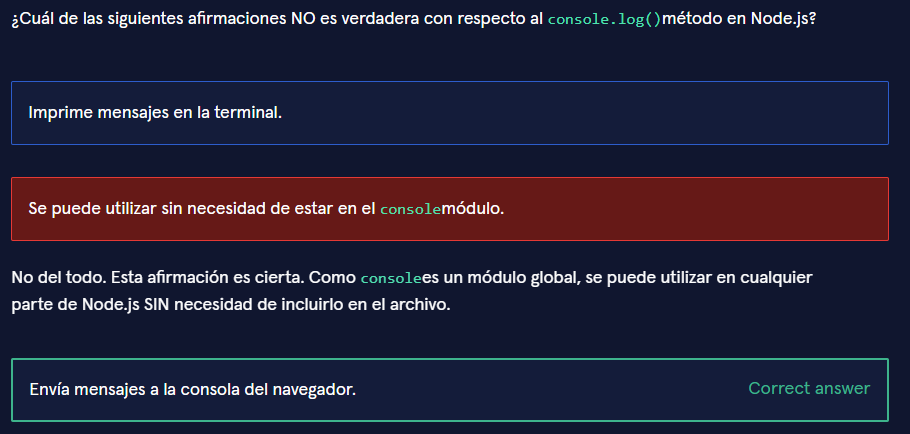 ¿Cuál de las siguientes afirmaciones NO es verdadera con respecto al console.log()método en Node.js?
Imprime mensajes en la terminal.
Se puede utilizar sin necesidad de estar en el consolemódulo.
No del todo. Esta afirmación es cierta. Como consolees un módulo global, se puede utilizar en cualquier
parte de Node.js SIN necesidad de incluirlo en el archivo.
Envía mensajes a la consola del navegador. Correct answer